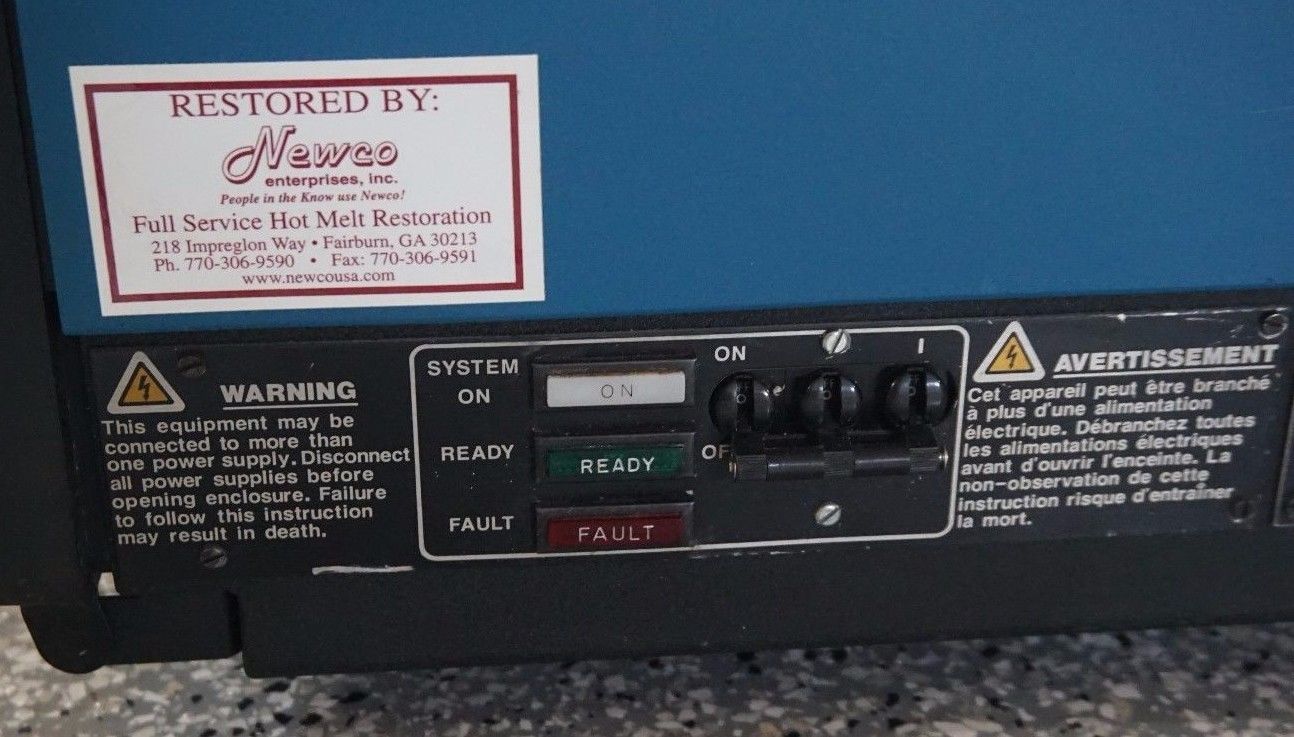 RESTORED BY:
Newco
enterprises, inc.
People in the Know use Newco!
Full Service Hot Melt Restoration
218 Impreglon Way • Fairburn, GA 30213
Ph. 770-306-9590 • Fax: 770-306-9591
www.newcousa.com
WARNING
This equipment may be
connected to more than
one power supply. Disconnect
all power supplies before
opening enclosure. Failure
to follow this instruction
may result in death.
SYSTEM
ON
ON
READY
READY
FAULT
FAULT
ON
I
OF
AVERTISSEMENT
Cet appareil peut être branché
à plus d'une alimentation
électrique. Débranchez toutes
les alimentations électriques
avant d'ouvrir l'enceinte. La
non-observation de cette
instruction risque d'entraîner
la mort.